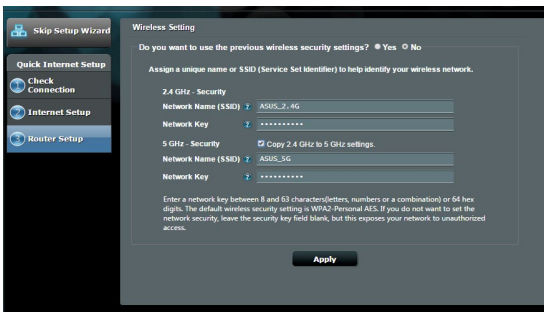 Skip Setup Wizard
Quick Internet Setup
1 Check
Connection
2 Internet Setup
3 Router Setup
Wireless Setting
Do you want to use the previous wireless security settings? Yes No
Assign a unique name or SSID (Service Set Identifier) to help identify your wireless network.
2.4 GHz - Security
Network Name (SSID) ? ASUS_2.4G
Network Key ? ••••••••••
5 GHz - Security Copy 2.4 GHz to 5 GHz settings.
Network Name (SSID) ? ASUS_5G
Network Key ? ••••••••••
Enter a network key between 8 and 63 characters(letters, numbers or a combination) or 64 hex
digits. The default wireless security setting is WPA2-Personal AES. If you do not want to set the
network security, leave the security key field blank, but this exposes your network to unauthorized
access.
Apply